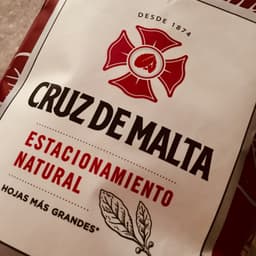 DESDE 1874
CRUZ DE MALTA
ESTACIONAMIENTO
NATURAL
HOJAS MÁS GRANDES*